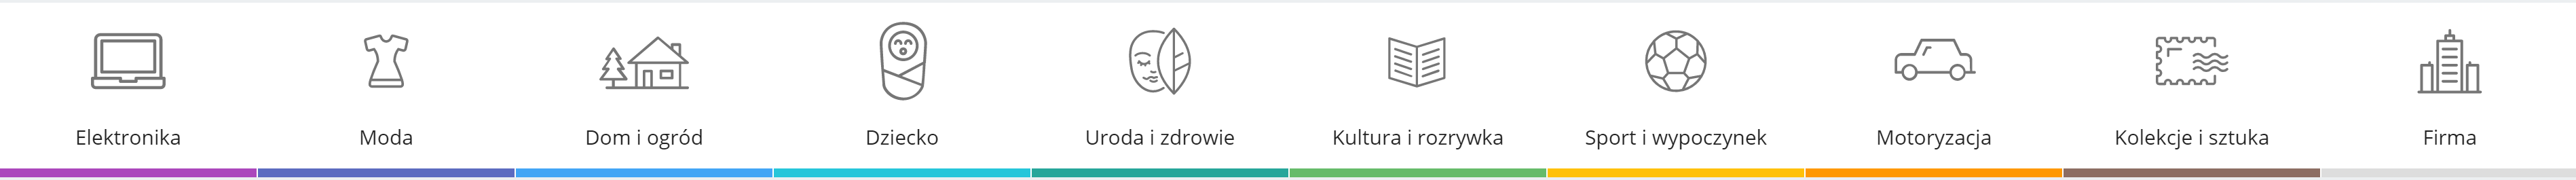 Elektronika
Moda
Dom i ogród
Dziecko
Uroda i zdrowie
Kultura i rozrywka
Sport i wypoczynek
Motoryzacja
Kolekcje i sztuka
Firma